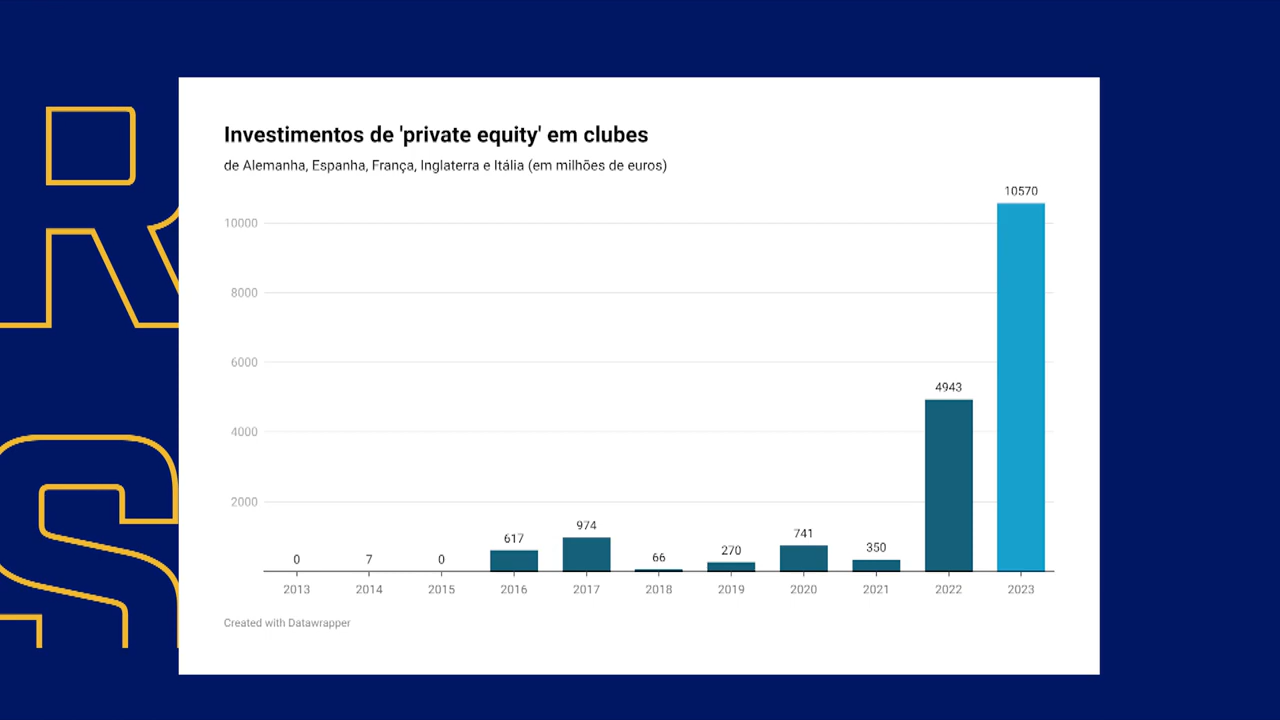 R
S
Investimentos de 'private equity' em clubes
de Alemanha, Espanha, França, Inglaterra e Itália (em milhões de euros)
10000
8000
6000
4000
2000
0
7
0
617
974
66
270
741
350
4943
10570
2013 2014 2015 2016 2017 2018 2019 2020 2021 2022 2023
Created with Datawrapper